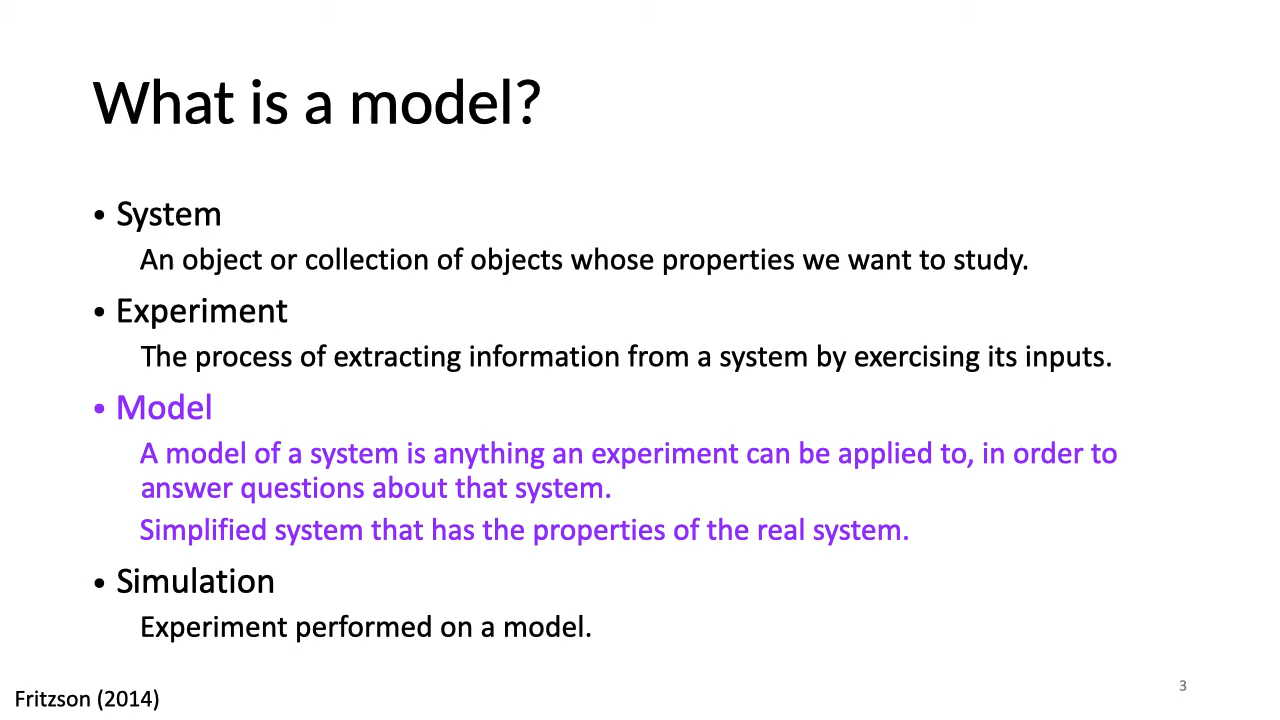 What is a model?
• System
An object or collection of objects whose properties we want to study.
• Experiment
The process of extracting information from a system by exercising its inputs.
• Model
A model of a system is anything an experiment can be applied to, in order to
answer questions about that system.
Simplified system that has the properties of the real system.
• Simulation
Experiment performed on a model.
Fritzson (2014)
3